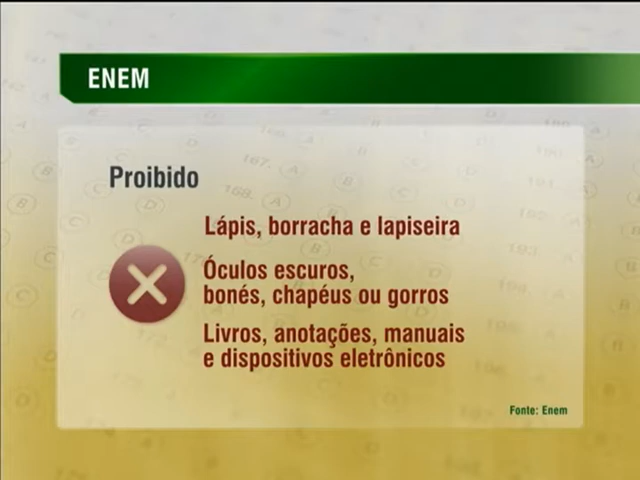 ENEM
Proibido
Lápis, borracha e lapiseira
Óculos escuros,
bonés, chapéus ou gorros
Livros, anotações, manuais
e dispositivos eletrônicos
Fonte: Enem